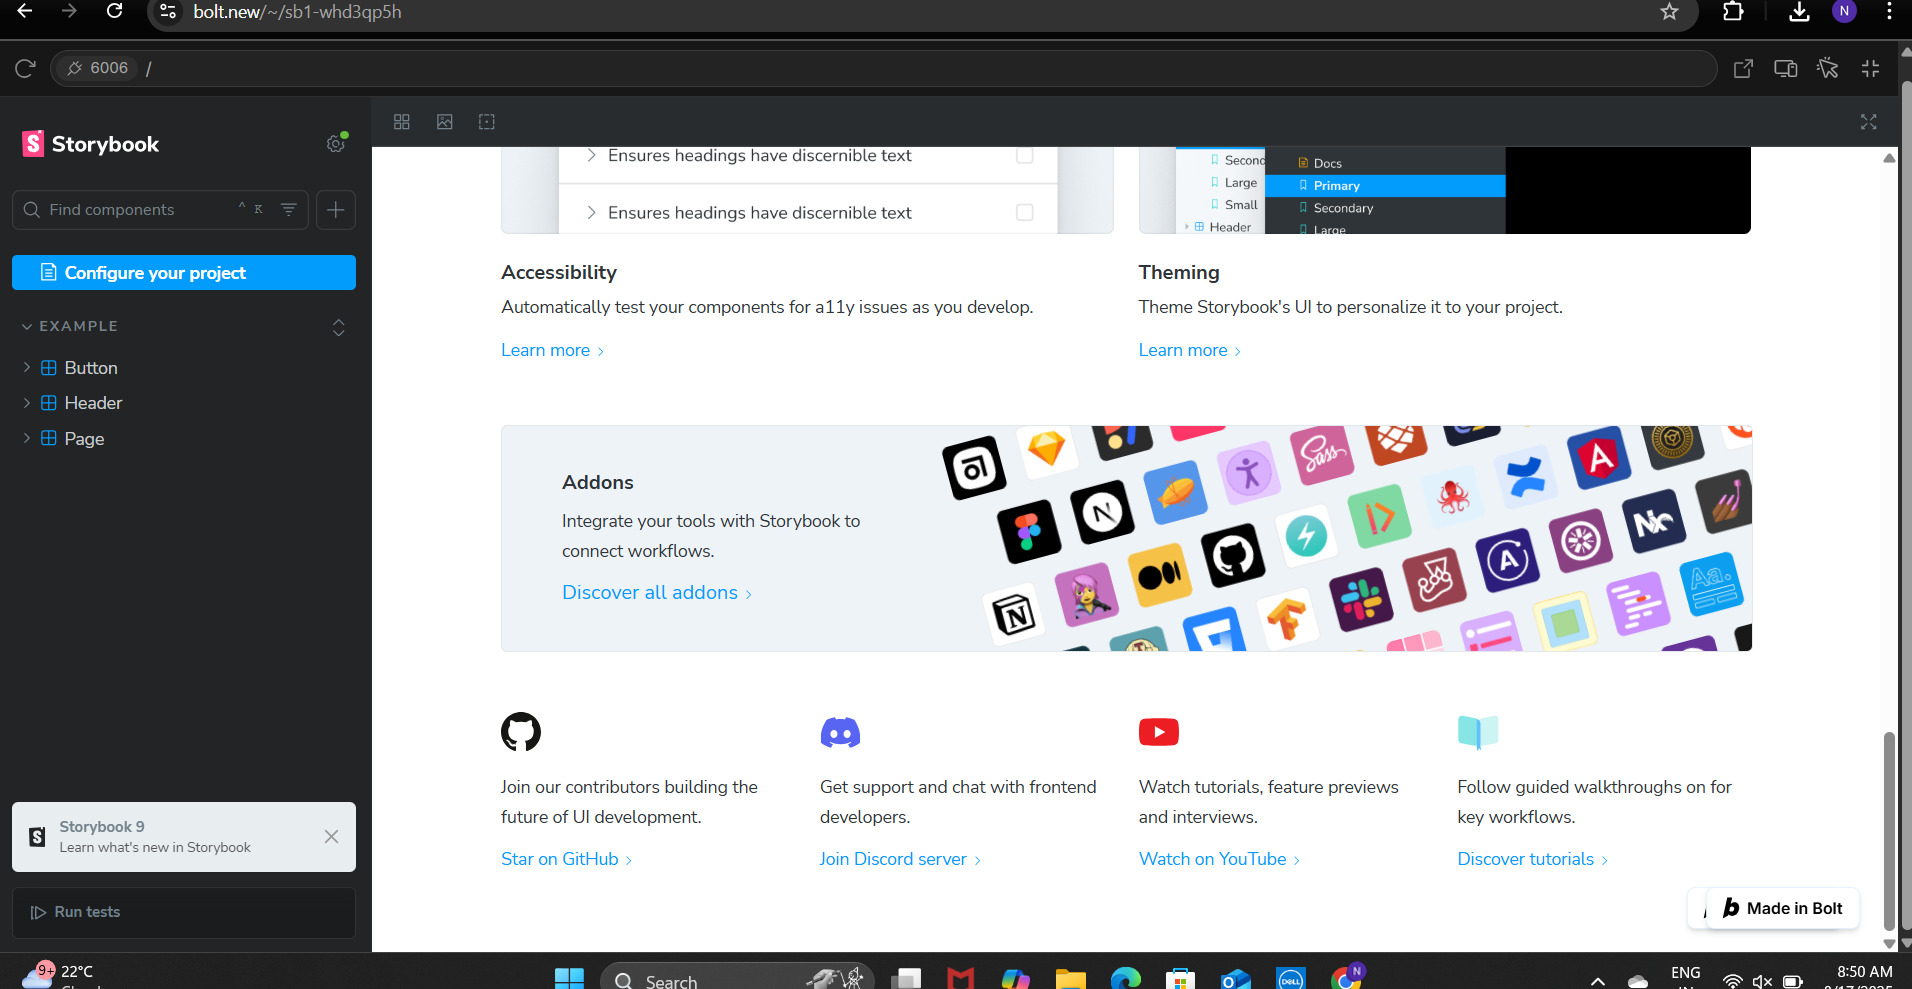 bolt.new/~/sb1-whd3qp5h
N
6006 /
Storybook
Find components
^ K
Configure your project
EXAMPLE
Button
Header
Page
Storybook 9
Learn what's new in Storybook
Run tests
Ensures headings have discernible text
Ensures headings have discernible text
Second
Large
Small
Header
Docs
Primary
Secondary
Large
Accessibility
Automatically test your components for a11y issues as you develop.
Learn more
Theming
Theme Storybook's UI to personalize it to your project.
Learn more
Addons
Integrate your tools with Storybook to
connect workflows.
Discover all addons
Sass
Aa.
Join our contributors building the
future of UI development.
Star on GitHub
Get support and chat with frontend
developers.
Join Discord server
Watch tutorials, feature previews
and interviews.
Watch on YouTube
Follow guided walkthroughs on for
key workflows.
Discover tutorials
b Made in Bolt
9+
22°C
Search
DELL
N
ENG
8:50 AM